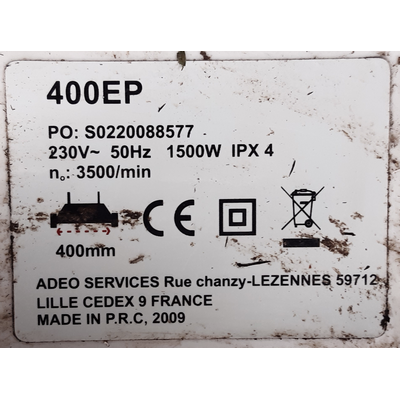 400EP
PO: S0220088577
230V~ 50Hz 1500W IPX 4
n₀: 3500/min
400mm
CE
ADEO SERVICES Rue chanzy-LEZENNES 59712
LILLE CEDEX 9 FRANCE
MADE IN P.R.C, 2009